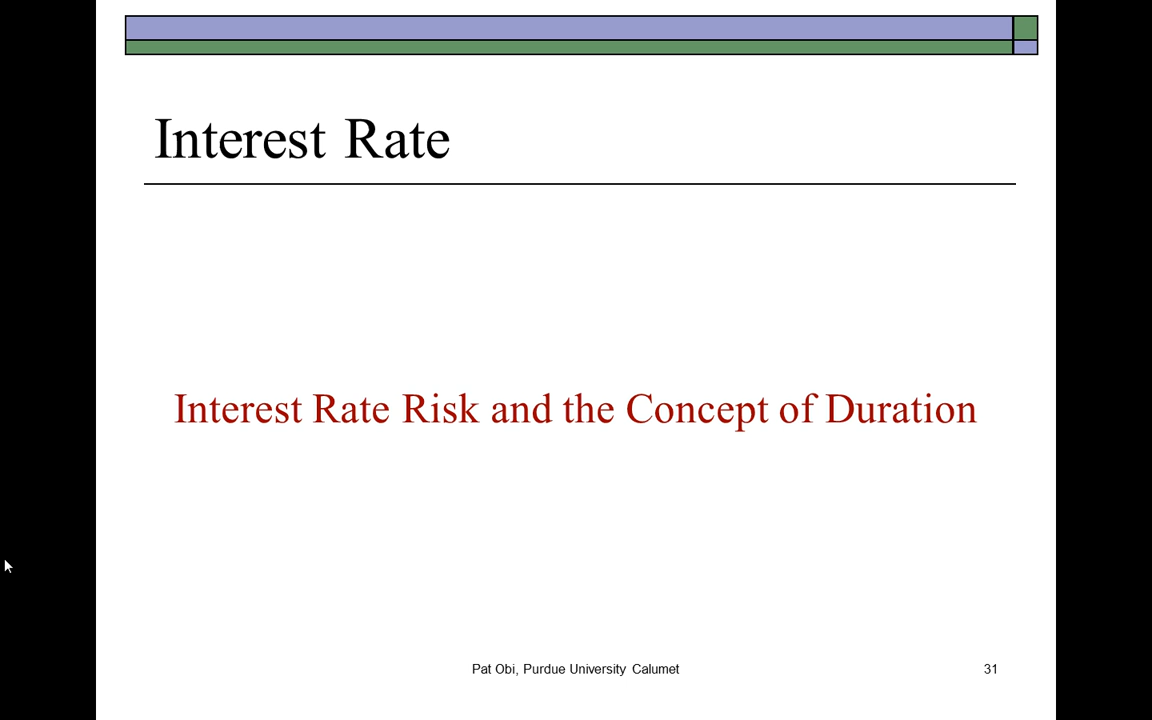 Interest Rate
Interest Rate Risk and the Concept of Duration
Pat Obi, Purdue University Calumet
31